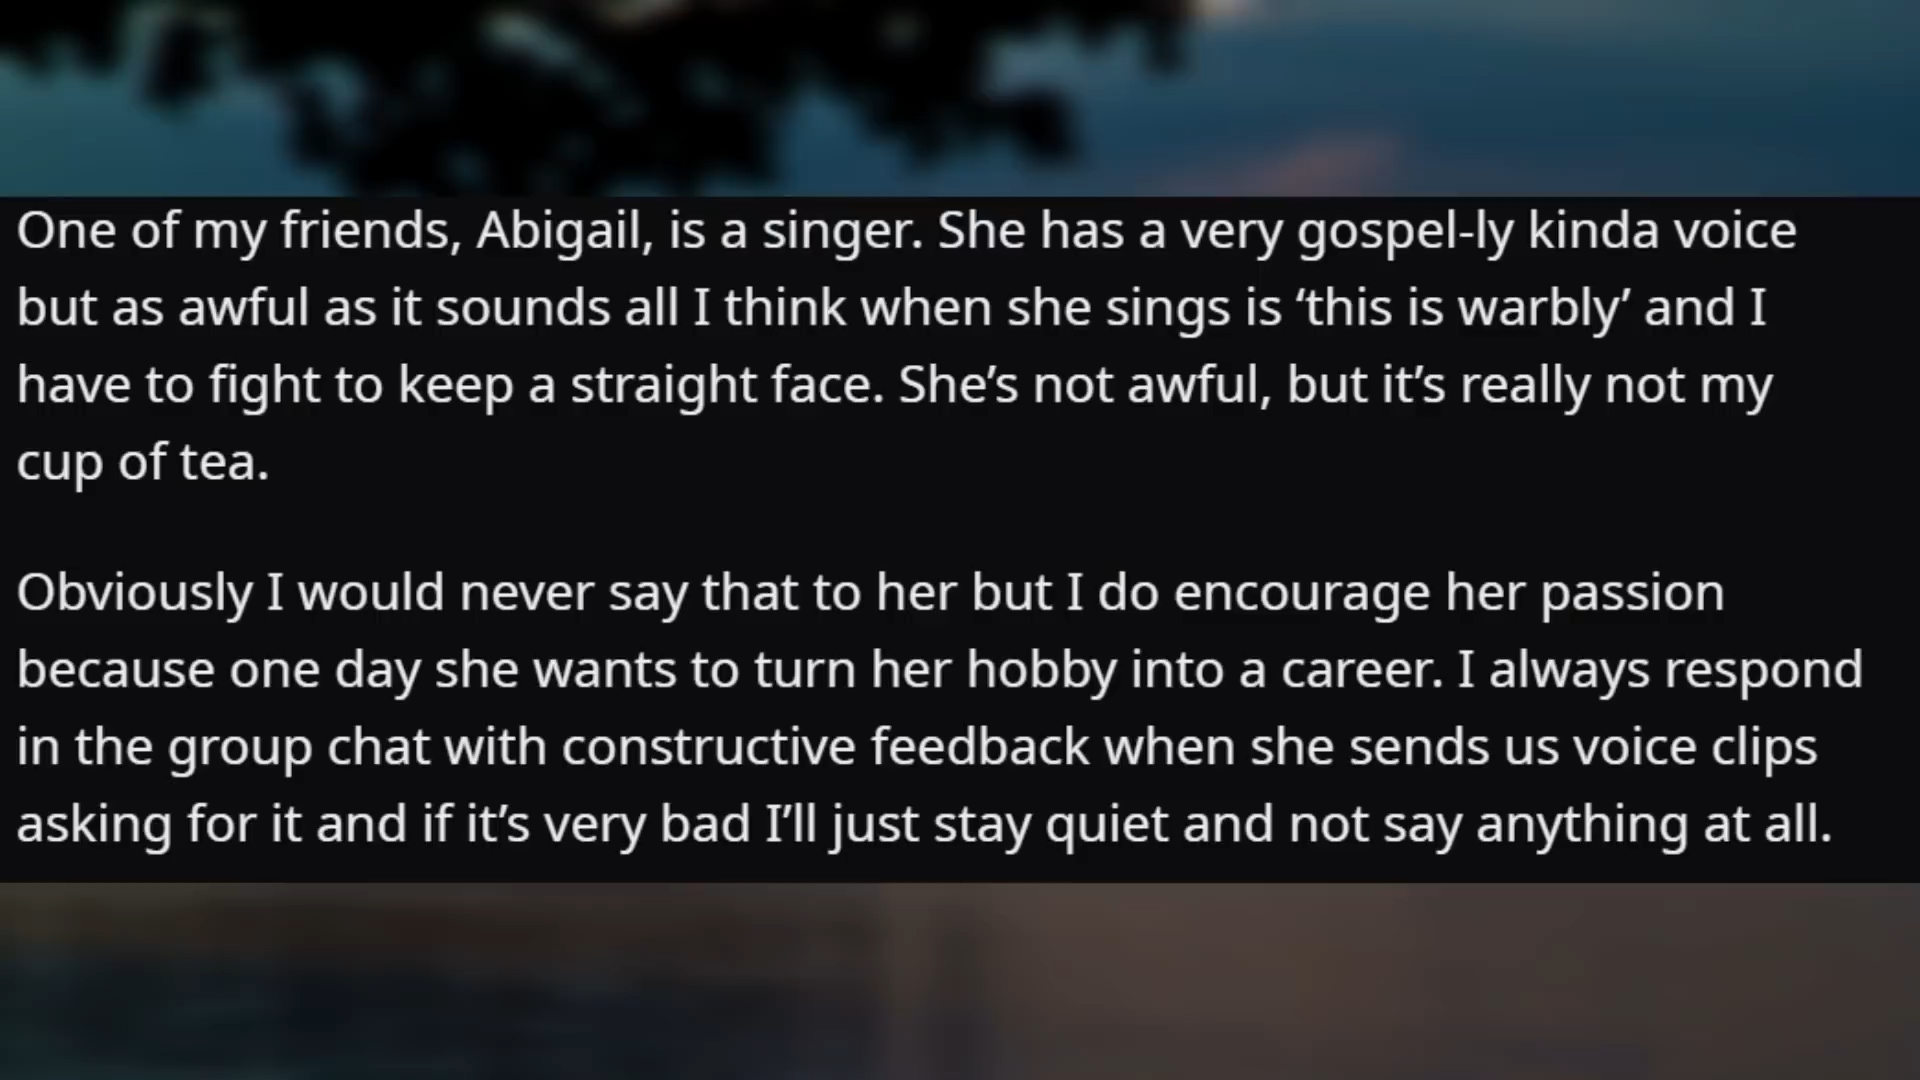 One of my friends, Abigail, is a singer. She has a very gospel-ly kinda voice
but as awful as it sounds all I think when she sings is ‘this is warbly’ and I
have to fight to keep a straight face. She’s not awful, but it’s really not my
cup of tea.
Obviously I would never say that to her but I do encourage her passion
because one day she wants to turn her hobby into a career. I always respond
in the group chat with constructive feedback when she sends us voice clips
asking for it and if it’s very bad I’ll just stay quiet and not say anything at all.